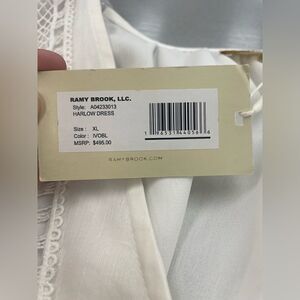 RAMY BROOK, LLC.
Style: A04233013
HARLOW DRESS
Size : XL
Color : IVOBL
MSRP: $495.00
RAMYBROOK.COM